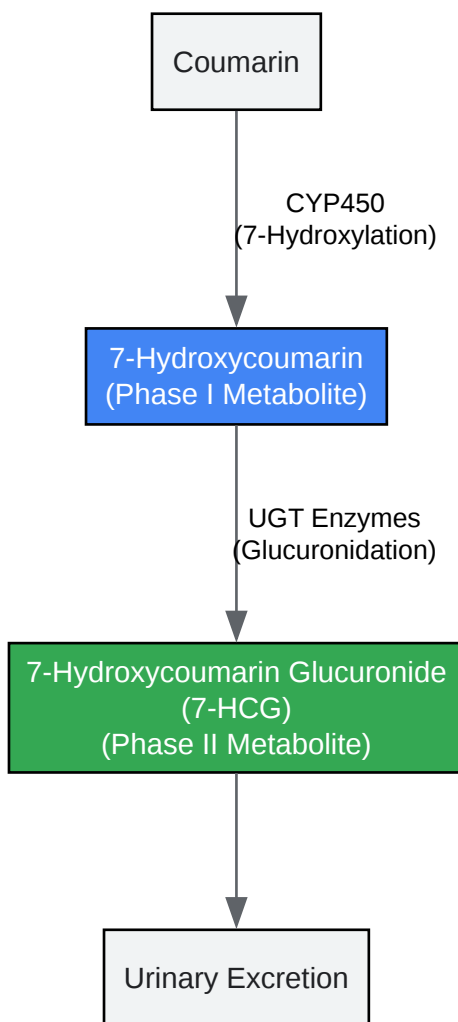 Coumarin
CYP450
(7-Hydroxylation)
7-Hydroxycoumarin
(Phase I Metabolite)
UGT Enzymes
(Glucuronidation)
7-Hydroxycoumarin Glucuronide
(7-HCG)
(Phase II Metabolite)
Urinary Excretion